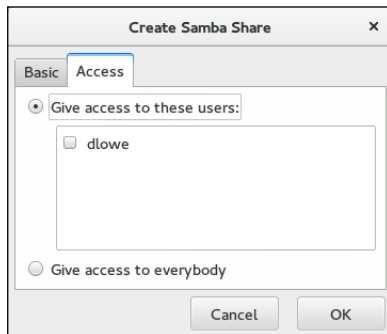 Create Samba Share ×
Basic Access
Give access to these users:
dlowe
Give access to everybody
Cancel OK